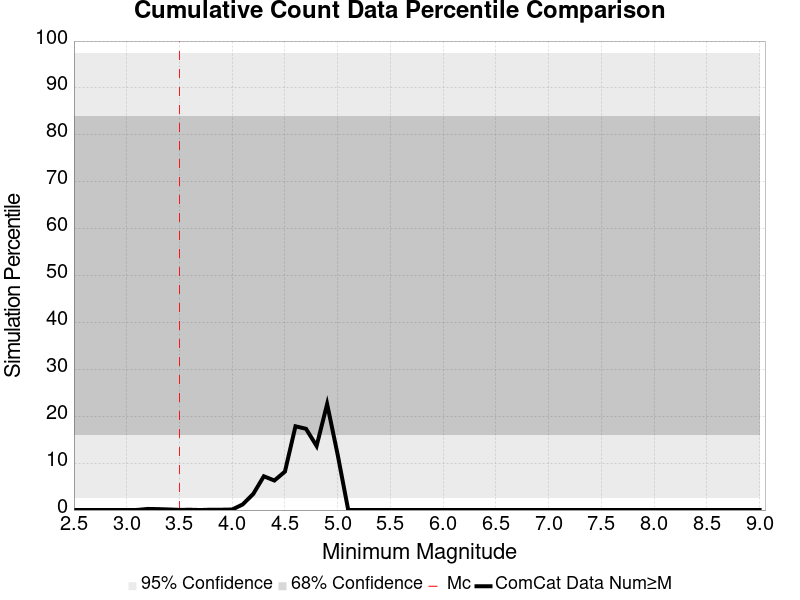 Cumulative Count Data Percentile Comparison
100
90
80
70
60
50
40
30
20
10
0
Simulation Percentile
2.5 3.0 3.5 4.0 4.5 5.0 5.5 6.0 6.5 7.0 7.5 8.0 8.5 9.0
Minimum Magnitude
95% Confidence 68% Confidence Mc ComCat Data Num≥M